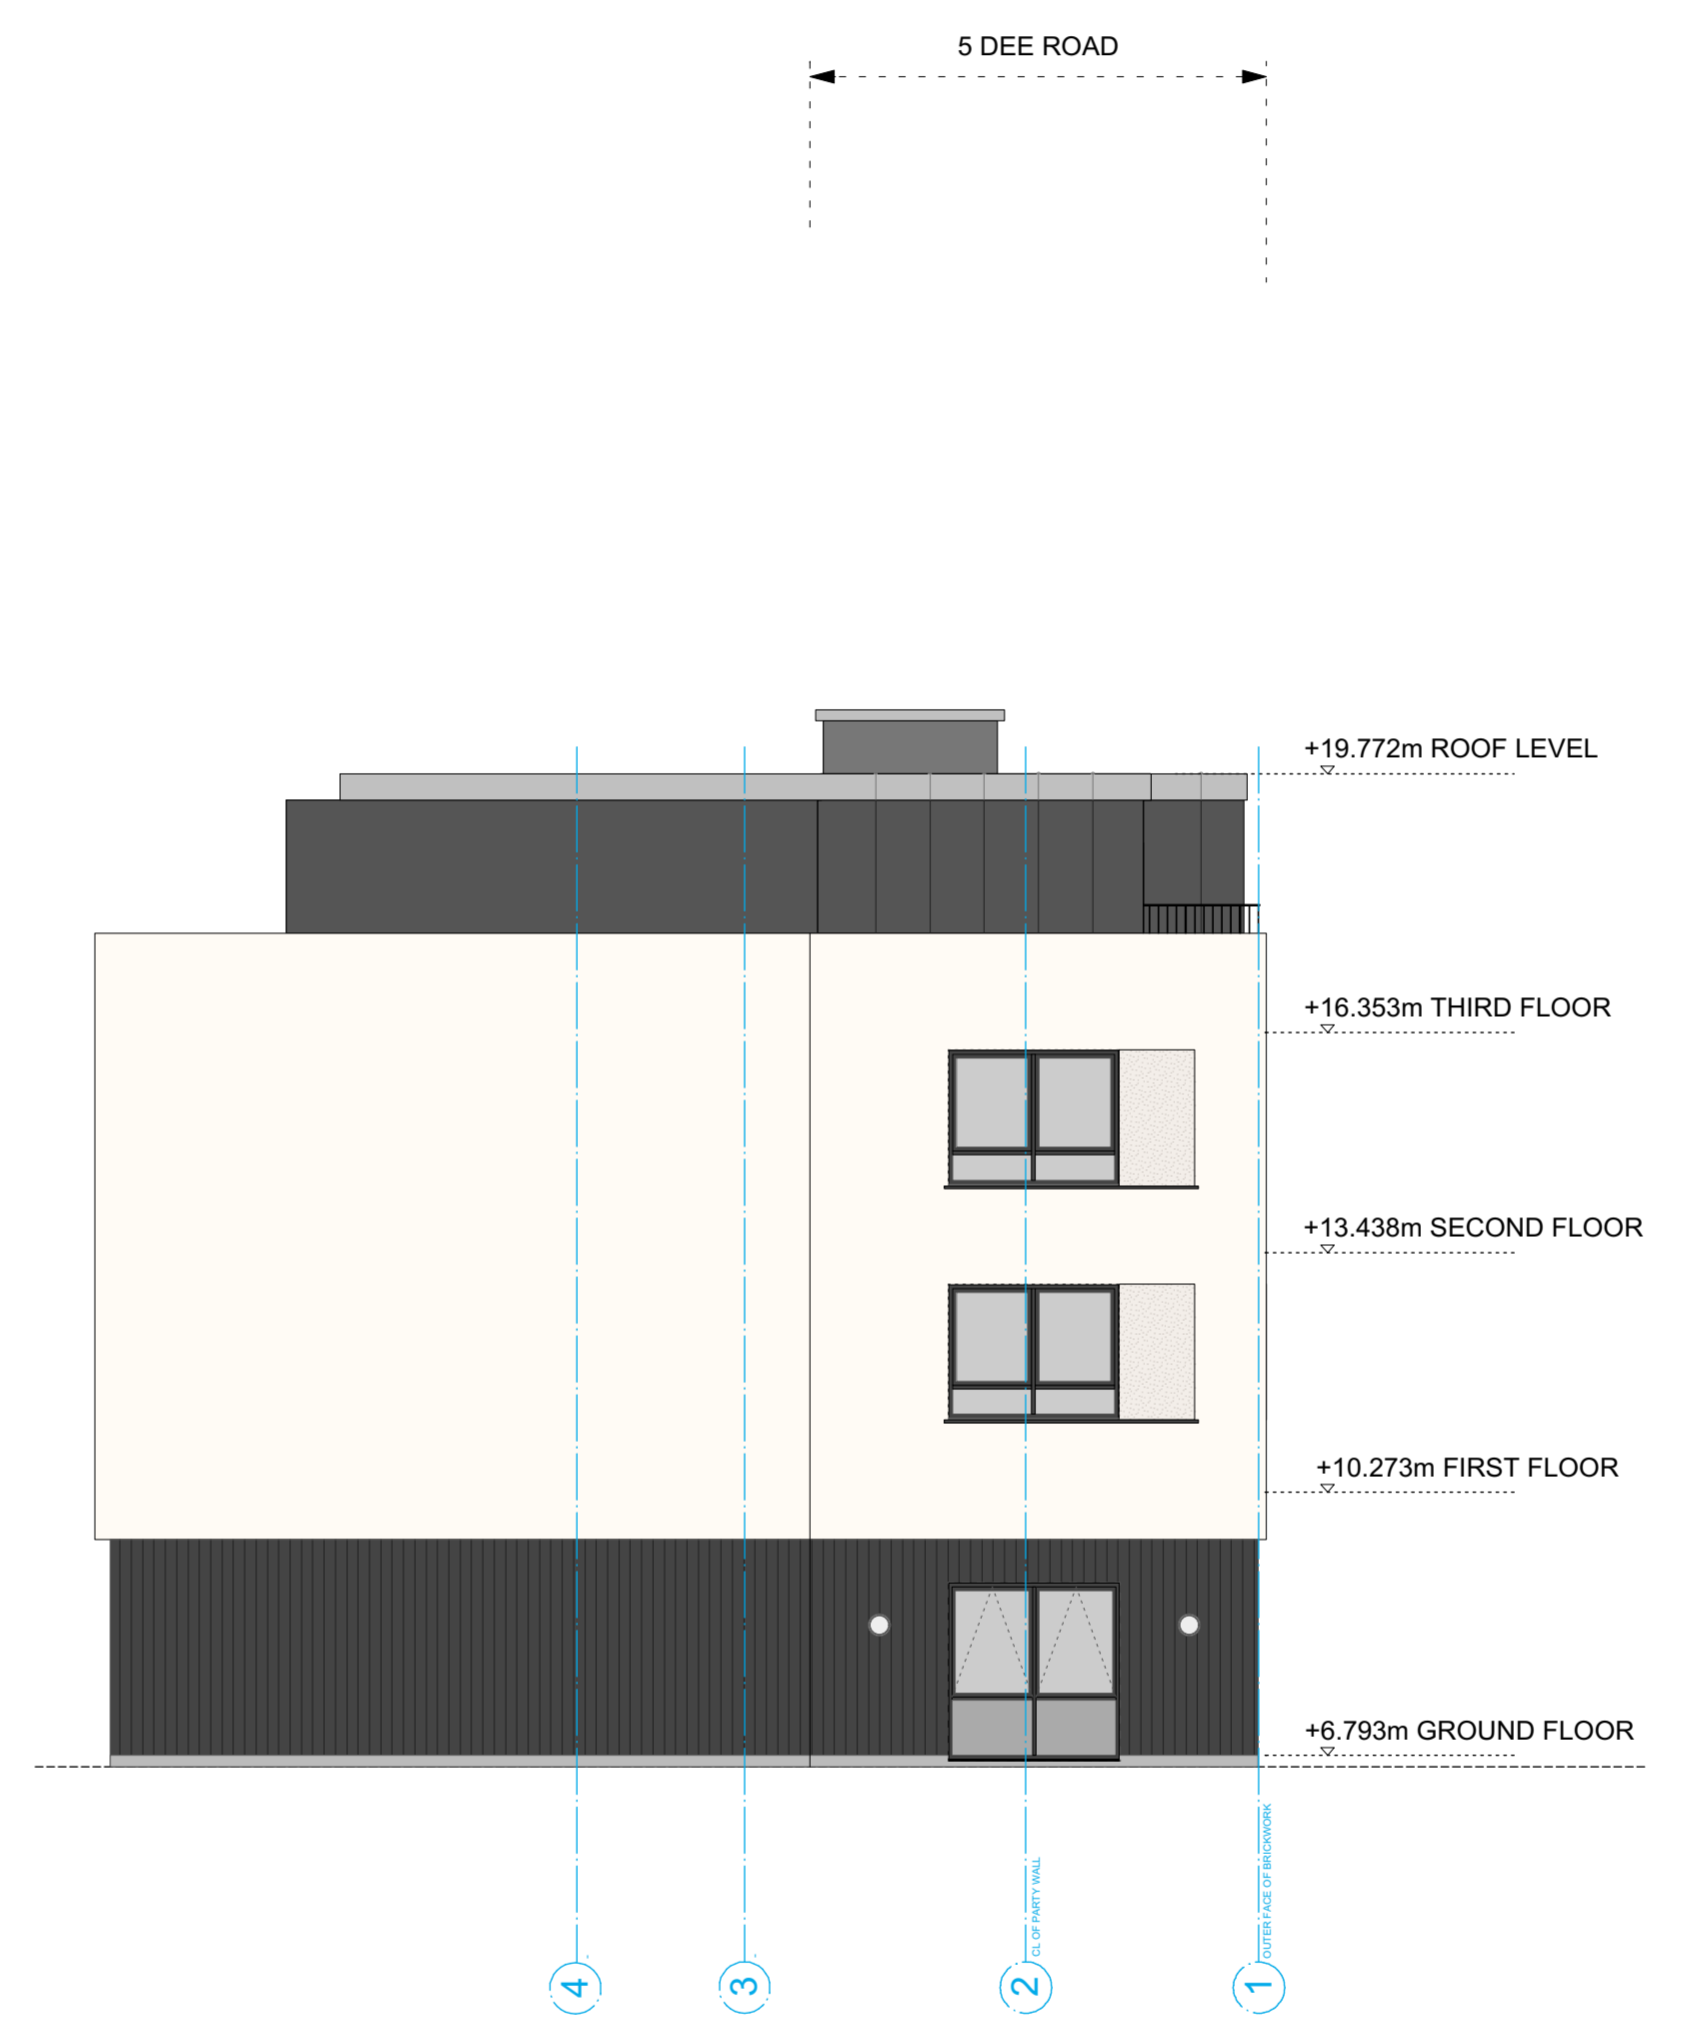 5 DEE ROAD
+19.772m ROOF LEVEL
+16.353m THIRD FLOOR
+13.438m SECOND FLOOR
+10.273m FIRST FLOOR
+6.793m GROUND FLOOR
CL OF PARTY WALL
OUTER FACE OF BRICKWORK
4
3
2
1